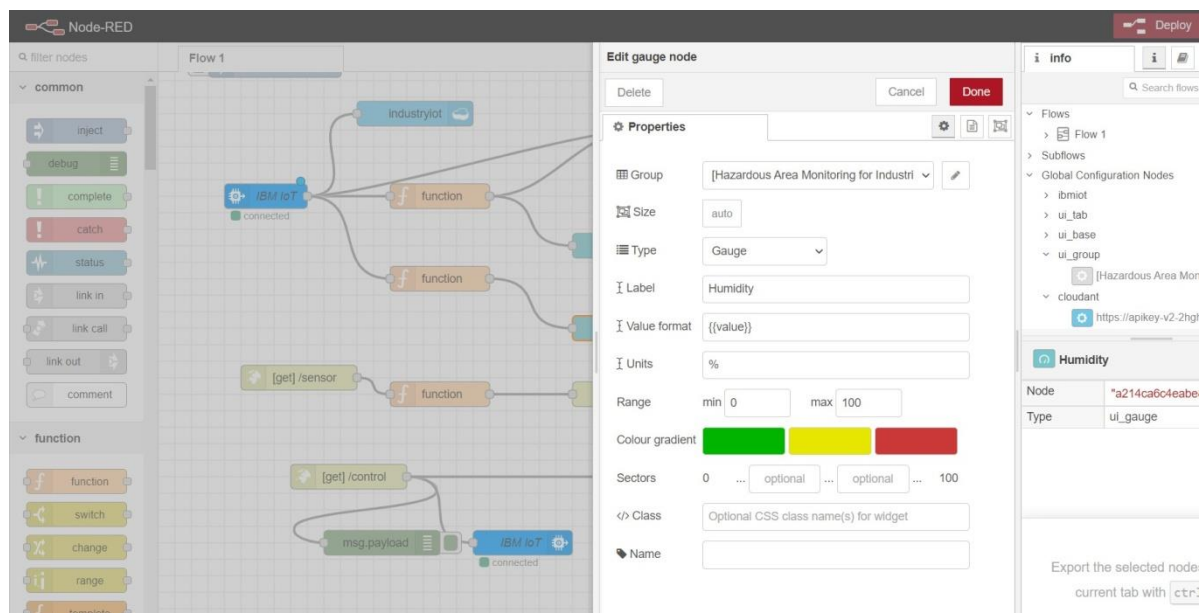 Node-RED
Deploy
filter nodes
common
inject
debug
complete
catch
status
link in
link call
link out
comment
function
function
switch
change
range
template
Flow 1
industryiot
IBM IoT
connected
function
function
[get] /sensor
function
[get] /control
msg.payload
IBM IoT
connected
Edit gauge node
Delete
Cancel
Done
Properties
Group
[Hazardous Area Monitoring for Industri
Size
auto
Type
Gauge
Label
Humidity
Value format
{{value}}
Units
%
Range
min 0
max 100
Colour gradient
Sectors
0 ... optional ... optional ... 100
</> Class
Optional CSS class name(s) for widget
Name
i info
i
Search flows
Flows
Flow 1
Subflows
Global Configuration Nodes
ibmiot
ui_tab
ui_base
ui_group
[Hazardous Area Mon
cloudant
https://apikey-v2-2hgl
Humidity
Node
"a214ca6c4eabe
Type
ui_gauge
Export the selected node
current tab with ctrl